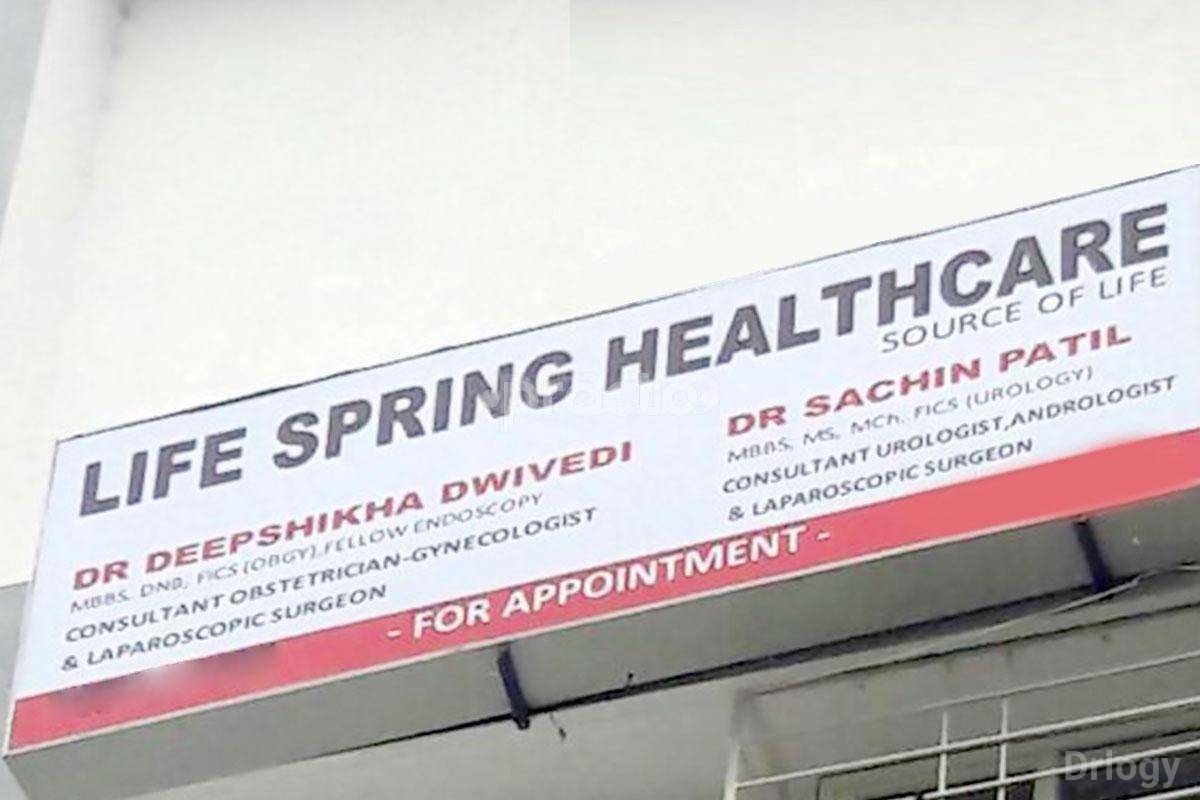 LIFE SPRING HEALTHCARE
SOURCE OF LIFE
DR DEEPSHIKHA DWIVEDI
MBBS, DNB, FICS (OBGY),FELLOW ENDOSCOPY
CONSULTANT OBSTETRICIAN-GYNECOLOGIST
& LAPAROSCOPIC SURGEON
DR SACHIN PATIL
MBBS, MS, MCh, FICS (UROLOGY)
CONSULTANT UROLOGIST,ANDROLOGIST
& LAPAROSCOPIC SURGEON
- FOR APPOINTMENT -
practo
Drlogy